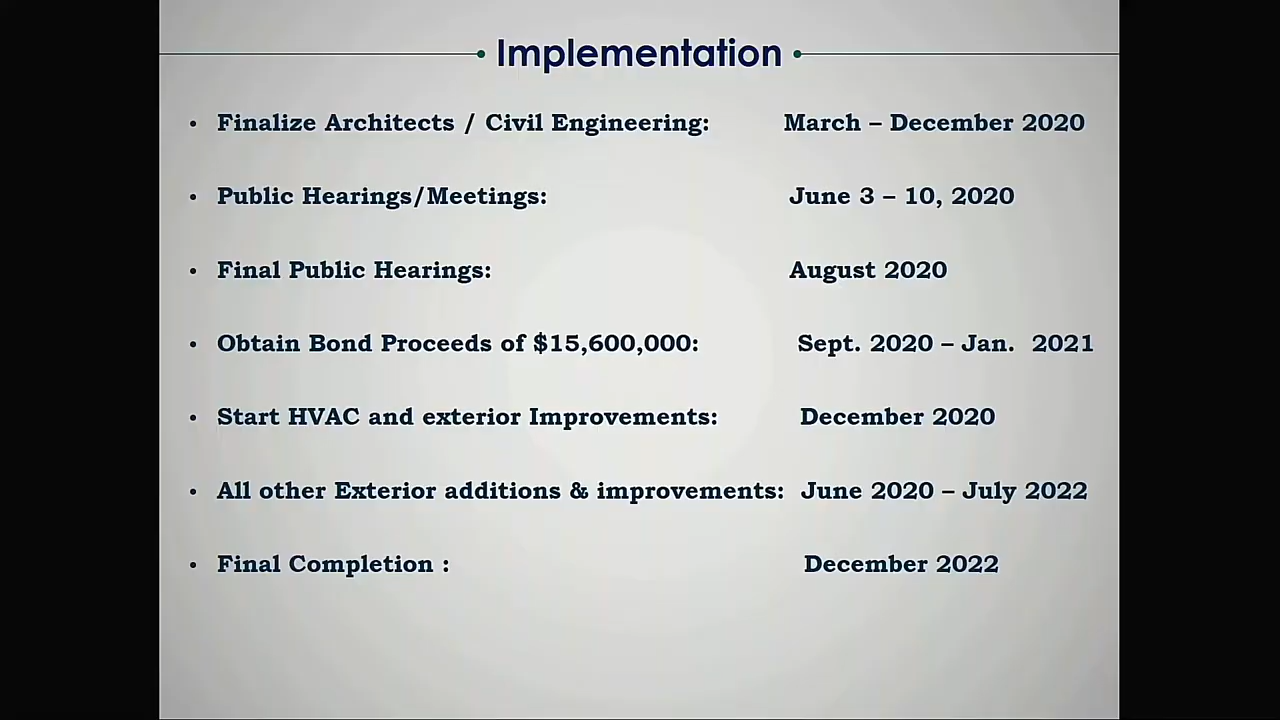 Implementation
• Finalize Architects / Civil Engineering: March – December 2020
• Public Hearings/Meetings: June 3 – 10, 2020
• Final Public Hearings: August 2020
• Obtain Bond Proceeds of $15,600,000: Sept. 2020 – Jan. 2021
• Start HVAC and exterior Improvements: December 2020
• All other Exterior additions & improvements: June 2020 – July 2022
• Final Completion : December 2022